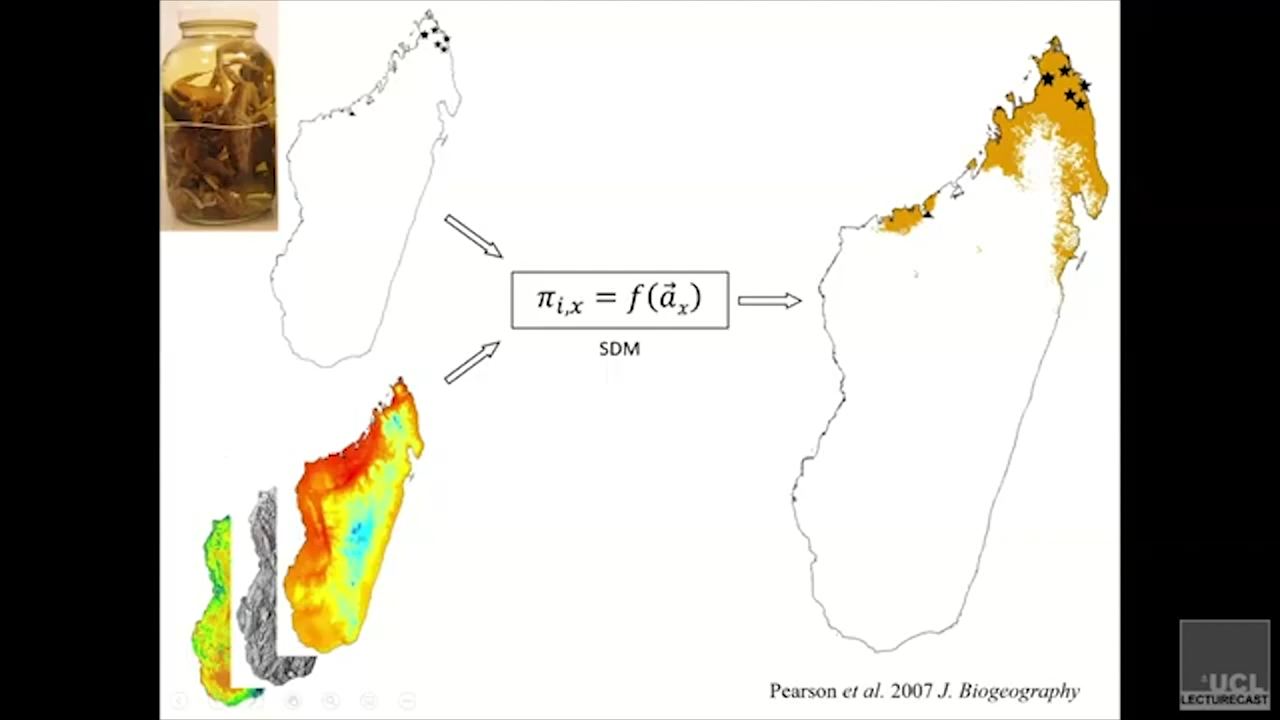 π_{i,x} = f(a⃗_x)
SDM
Pearson et al. 2007 J. Biogeography
UCL
LECTURECAST